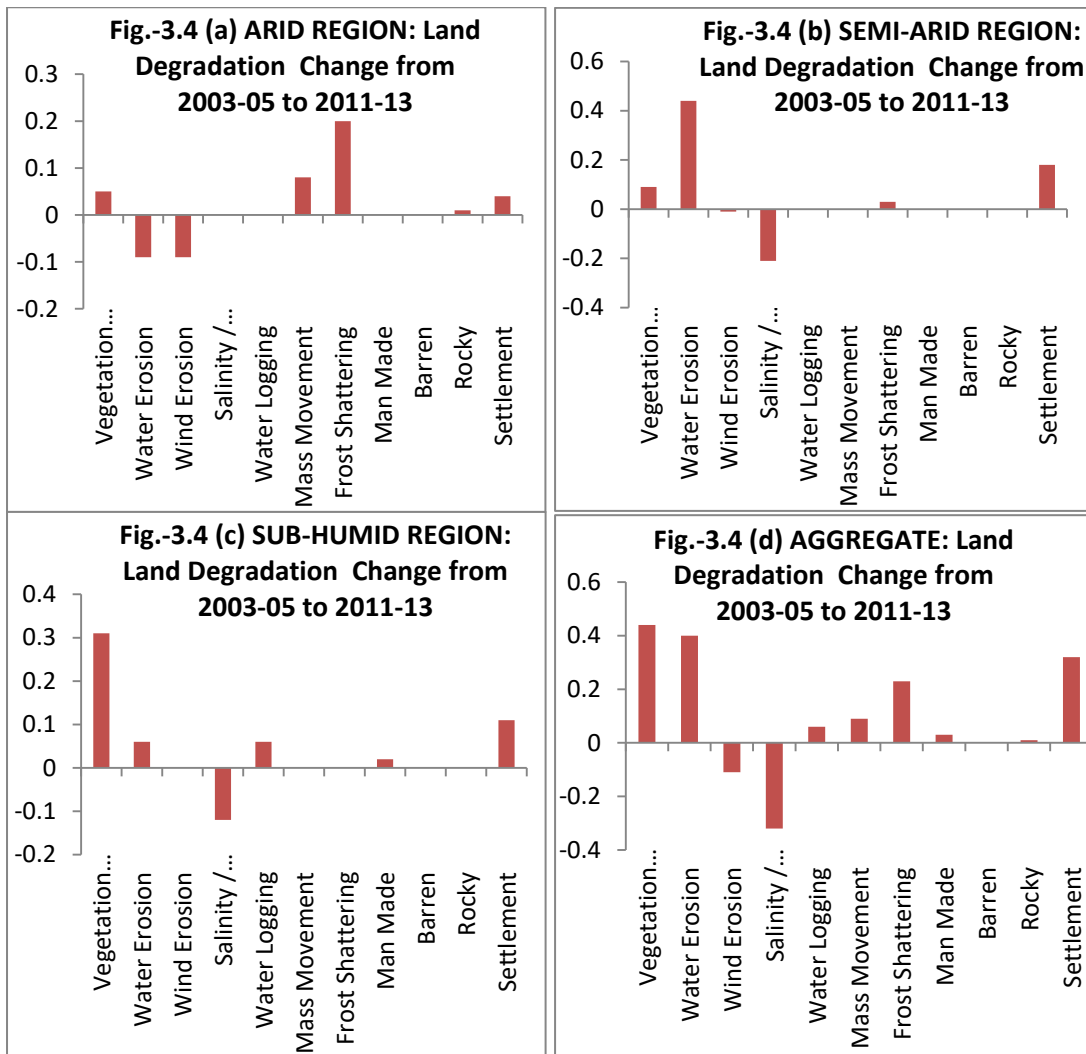 Fig.-3.4 (a) ARID REGION: Land
Degradation  Change from
2003-05 to 2011-13
0.3
0.2
0.1
0
-0.1
-0.2
Vegetation...
Water Erosion
Wind Erosion
Salinity /...
Water Logging
Mass Movement
Frost Shattering
Man Made
Barren
Rocky
Settlement
Fig.-3.4 (b) SEMI-ARID REGION:
Land Degradation  Change from
2003-05 to 2011-13
0.6
0.4
0.2
0
-0.2
-0.4
Vegetation...
Water Erosion
Wind Erosion
Salinity /...
Water Logging
Mass Movement
Frost Shattering
Man Made
Barren
Rocky
Settlement
Fig.-3.4 (c) SUB-HUMID REGION:
Land Degradation  Change from
2003-05 to 2011-13
0.4
0.3
0.2
0.1
0
-0.1
-0.2
Vegetation...
Water Erosion
Wind Erosion
Salinity /...
Water Logging
Mass Movement
Frost Shattering
Man Made
Barren
Rocky
Settlement
Fig.-3.4 (d) AGGREGATE: Land
Degradation  Change from
2003-05 to 2011-13
0.6
0.4
0.2
0
-0.2
-0.4
Vegetation...
Water Erosion
Wind Erosion
Salinity /...
Water Logging
Mass Movement
Frost Shattering
Man Made
Barren
Rocky
Settlement